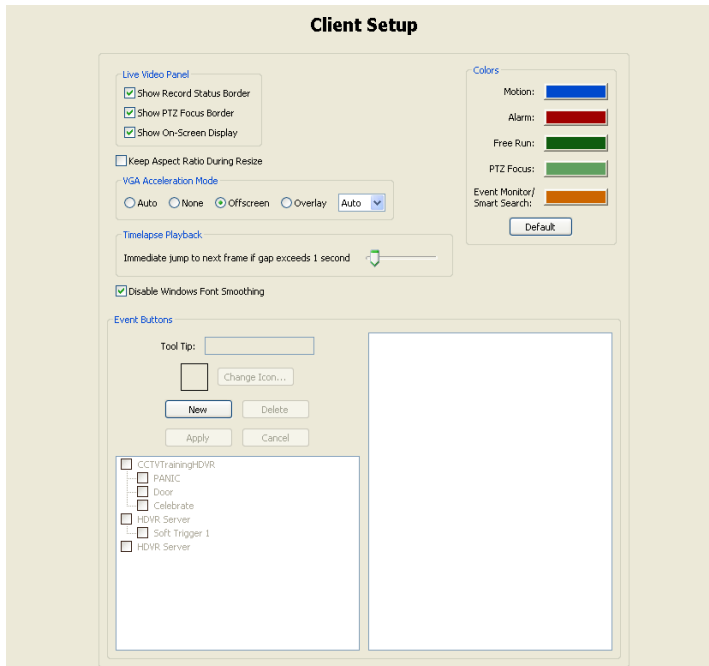 Client Setup
Live Video Panel
Show Record Status Border
Show PTZ Focus Border
Show On-Screen Display
Keep Aspect Ratio During Resize
VGA Acceleration Mode
Auto None Offscreen Overlay Auto
Timelapse Playback
Immediate jump to next frame if gap exceeds 1 second
Disable Windows Font Smoothing
Colors
Motion:
Alarm:
Free Run:
PTZ Focus:
Event Monitor/
Smart Search:
Default
Event Buttons
Tool Tip:
Change Icon...
New Delete
Apply Cancel
CCTVTrainingHDVR
PANIC
Door
Celebrate
HDVR Server
Soft Trigger 1
HDVR Server